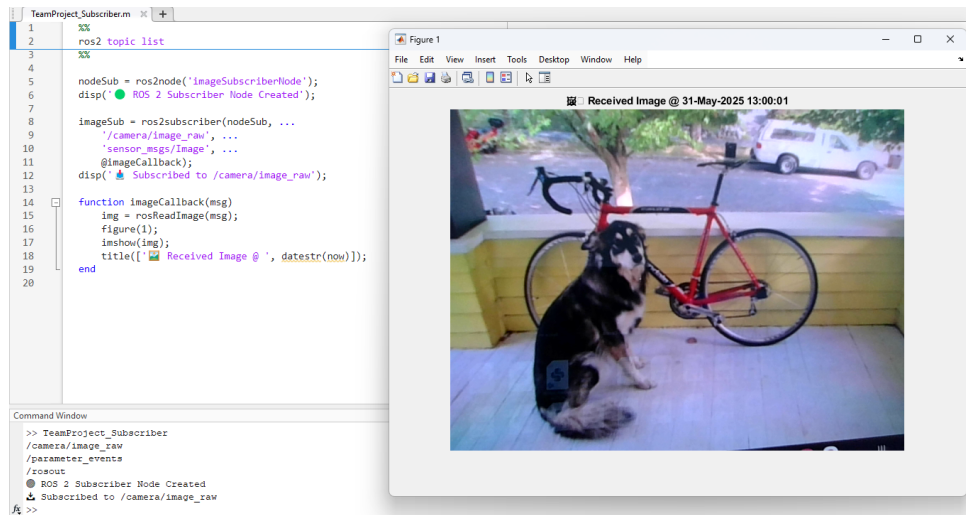 TeamProject_Subscriber.m
1 %%
2 ros2 topic list
3 %%
4
5 nodeSub = ros2node('imageSubscriberNode');
6 disp('🟢 ROS 2 Subscriber Node Created');
7
8 imageSub = ros2subscriber(nodeSub, ...
9 '/camera/image_raw', ...
10 'sensor_msgs/Image', ...
11 @imageCallback);
12 disp('📥 Subscribed to /camera/image_raw');
13
14 function imageCallback(msg)
15 img = rosReadImage(msg);
16 figure(1);
17 imshow(img);
18 title(['🖼️ Received Image @ ', datestr(now)]);
19 end
20
Command Window
>> TeamProject_Subscriber
/camera/image_raw
/parameter_events
/rosout
🟢 ROS 2 Subscriber Node Created
📥 Subscribed to /camera/image_raw
fx >>
Figure 1
File Edit View Insert Tools Desktop Window Help
🖼□ Received Image @ 31-May-2025 13:00:01